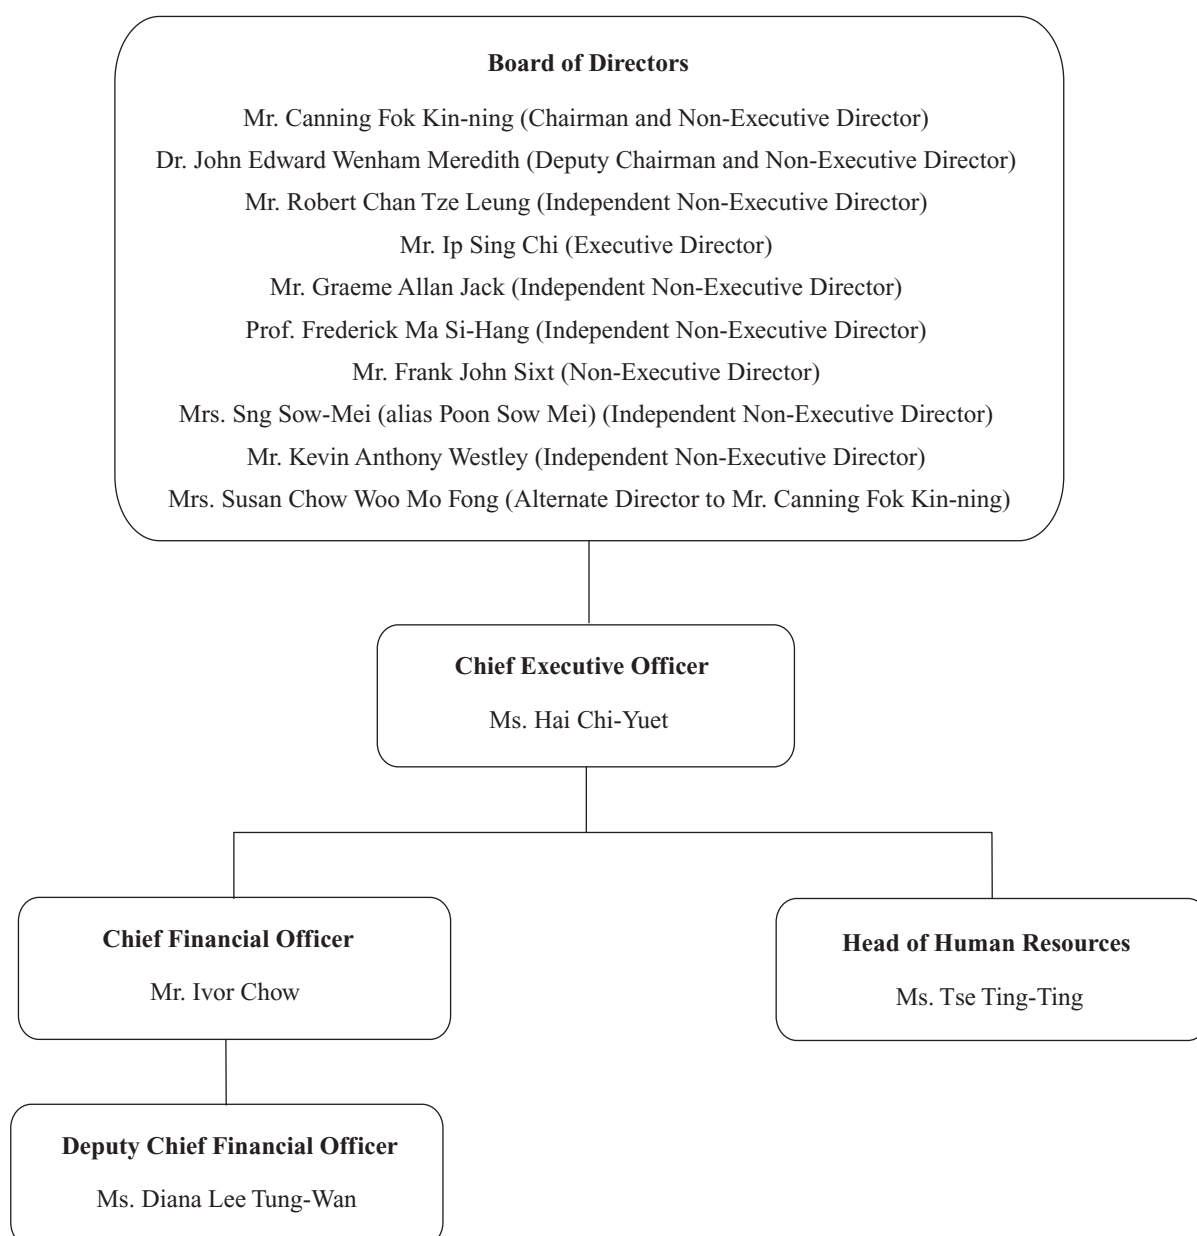 Board of Directors
Mr. Canning Fok Kin-ning (Chairman and Non-Executive Director)
Dr. John Edward Wenham Meredith (Deputy Chairman and Non-Executive Director)
Mr. Robert Chan Tze Leung (Independent Non-Executive Director)
Mr. Ip Sing Chi (Executive Director)
Mr. Graeme Allan Jack (Independent Non-Executive Director)
Prof. Frederick Ma Si-Hang (Independent Non-Executive Director)
Mr. Frank John Sixt (Non-Executive Director)
Mrs. Sng Sow-Mei (alias Poon Sow Mei) (Independent Non-Executive Director)
Mr. Kevin Anthony Westley (Independent Non-Executive Director)
Mrs. Susan Chow Woo Mo Fong (Alternate Director to Mr. Canning Fok Kin-ning)
Chief Executive Officer
Ms. Hai Chi-Yuet
Chief Financial Officer
Mr. Ivor Chow
Head of Human Resources
Ms. Tse Ting-Ting
Deputy Chief Financial Officer
Ms. Diana Lee Tung-Wan